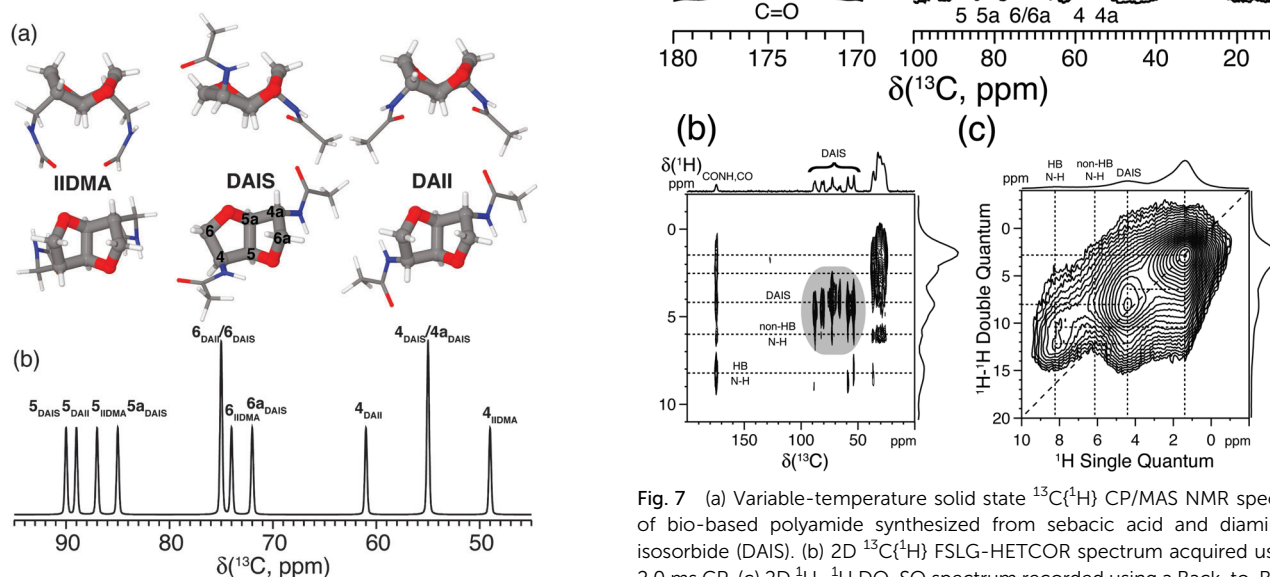 (a)
IIDMA
DAIS
DAII
6
5a
4a
6a
4
5
6DAII/6DAIS
4DAIS/4aDAIS
5DAIS 5DAII 5IIDMA 5aDAIS
6IIDMA 6aDAIS
4DAII
4IIDMA
(b)
90 80 70 60 50
δ(¹³C, ppm)
C=O
5 5a 6/6a 4 4a
180 175 170
100 80 60 40 20
δ(¹³C, ppm)
(b)
δ(¹H)
ppm
CONH,CO
DAIS
0
DAIS
5
non-HB
N-H
HB
N-H
10
150 100 50 ppm
δ(¹³C)
(c)
HB
N-H
non-HB
N-H
DAIS
ppm
0
5
10
15
20
¹H-¹H Double Quantum
10 8 6 4 2 0 ppm
¹H Single Quantum
Fig. 7 (a) Variable-temperature solid state ¹³C{¹H} CP/MAS NMR spec
of bio-based polyamide synthesized from sebacic acid and diami
isosorbide (DAIS). (b) 2D ¹³C{¹H} FSLG-HETCOR spectrum acquired us